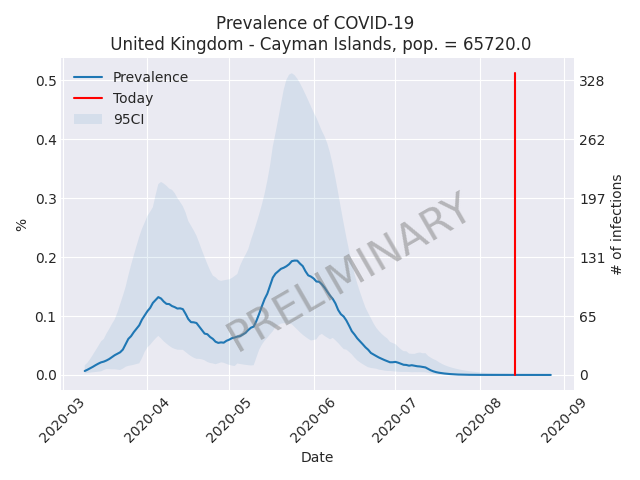 Prevalence of COVID-19
United Kingdom - Cayman Islands, pop. = 65720.0
Prevalence
Today
95CI
0.5
0.4
0.3
0.2
0.1
0.0
%
328
262
197
131
65
0
# of infections
PRELIMINARY
2020-03
2020-04
2020-05
2020-06
2020-07
2020-08
2020-09
Date